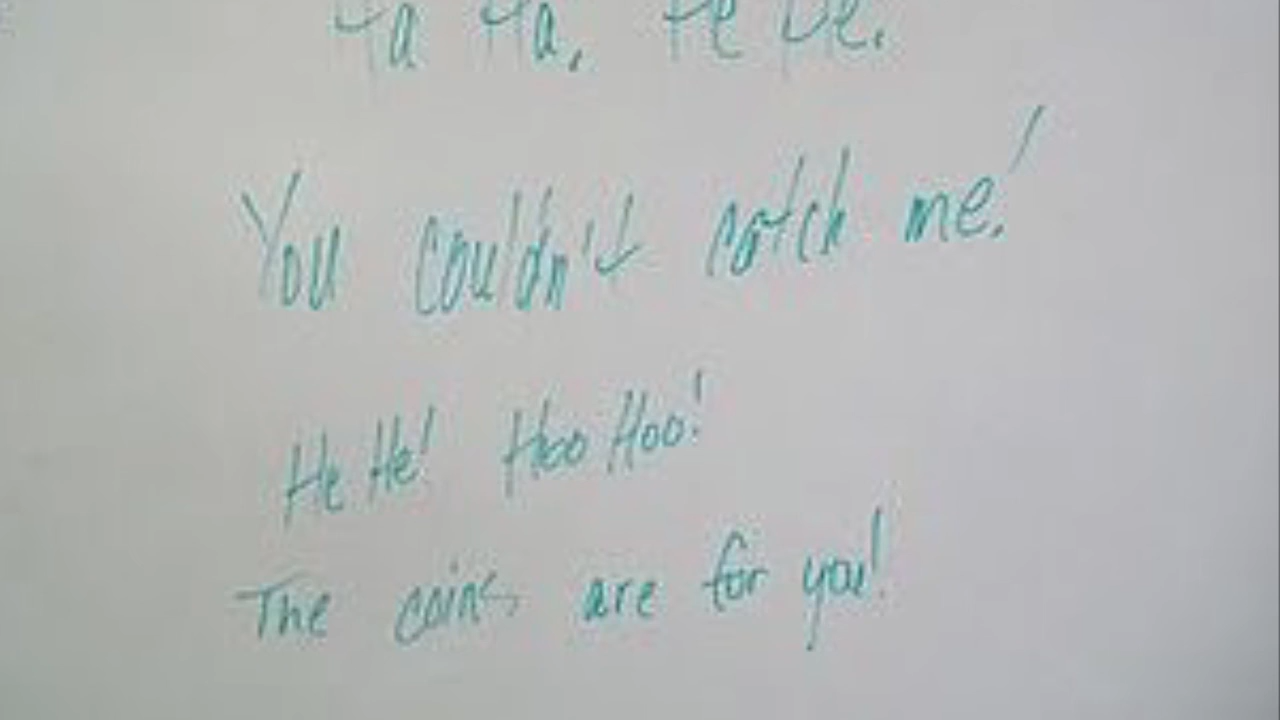 Ha Ha, He He.
You couldn't catch me!
He He! Hoo Hoo!
The coins are for you!